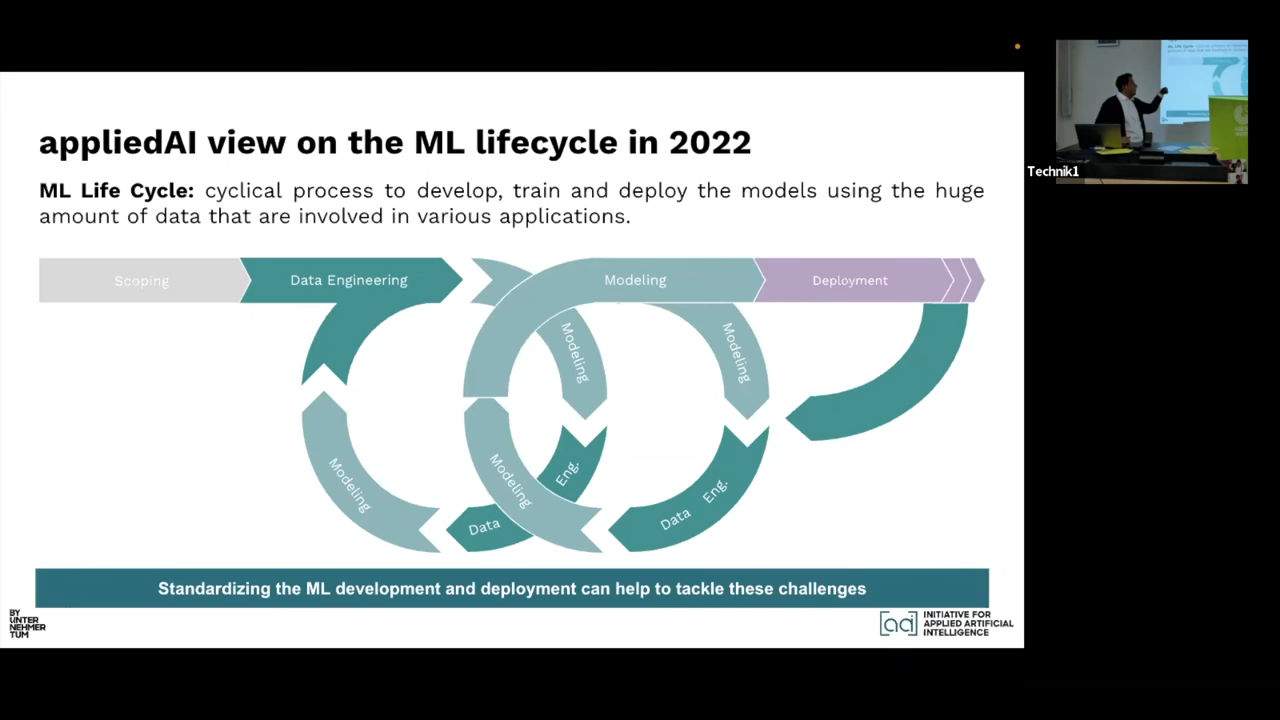 appliedAI view on the ML lifecycle in 2022
ML Life Cycle: cyclical process to develop, train and deploy the models using the huge
amount of data that are involved in various applications.
Scoping
Data Engineering
Modeling
Deployment
Modeling
Modeling
Modeling
Modeling
Eng.
Data
Data Eng.
Standardizing the ML development and deployment can help to tackle these challenges
BY
UNTER
NEHMER
TUM
[aai]
INITIATIVE FOR
APPLIED ARTIFICIAL
INTELLIGENCE
Technik1